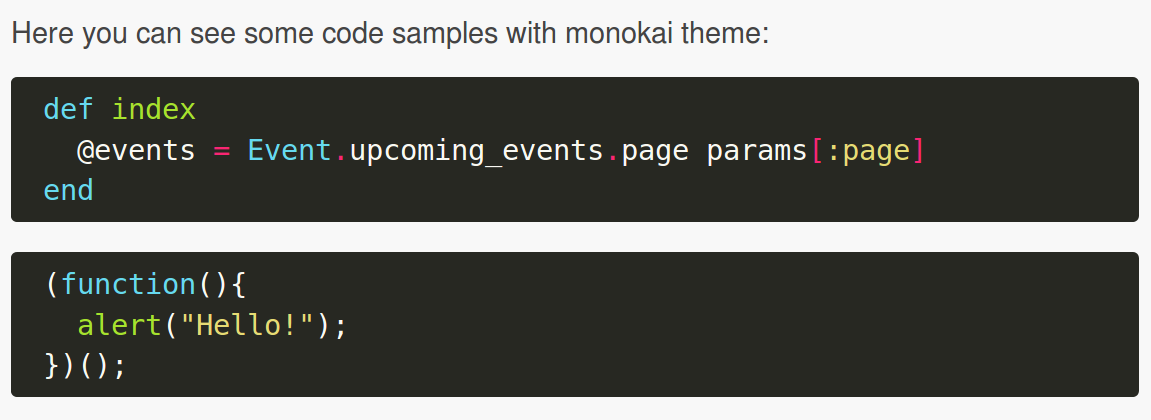 Here you can see some code samples with monokai theme:
def index
  @events = Event.upcoming_events.page params[:page]
end
(function(){
  alert("Hello!");
})();